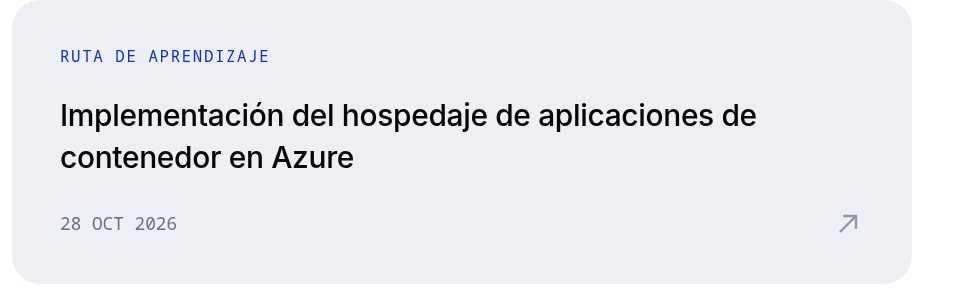 RUTA DE APRENDIZAJE
Implementación del hospedaje de aplicaciones de
contenedor en Azure
28 OCT 2026